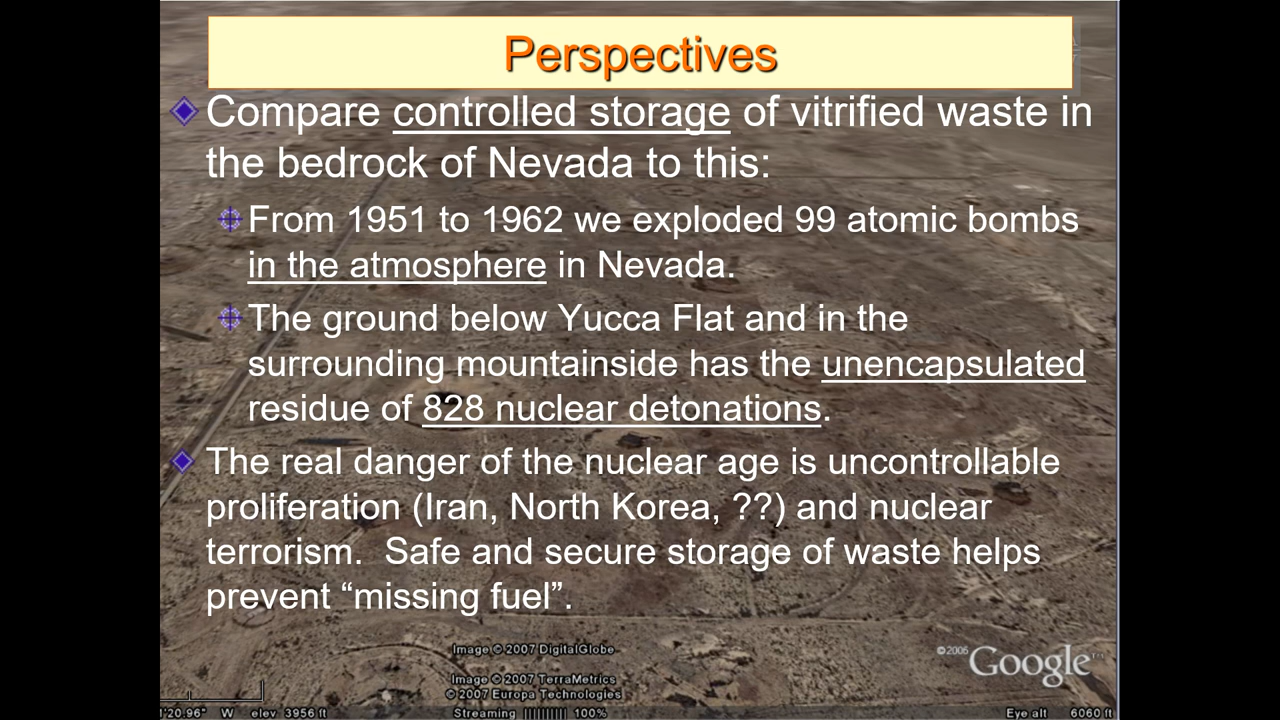 Perspectives
Compare controlled storage of vitrified waste in
the bedrock of Nevada to this:
From 1951 to 1962 we exploded 99 atomic bombs
in the atmosphere in Nevada.
The ground below Yucca Flat and in the
surrounding mountainside has the unencapsulated
residue of 828 nuclear detonations.
The real danger of the nuclear age is uncontrollable
proliferation (Iran, North Korea, ??) and nuclear
terrorism.  Safe and secure storage of waste helps
prevent “missing fuel”.
Image © 2007 DigitalGlobe
©2006 Google™
Image © 2007 TerraMetrics
© 2007 Europa Technologies
1'20.96" W elev 3956 ft Streaming |||||||||| 100% Eye alt 6060 ft